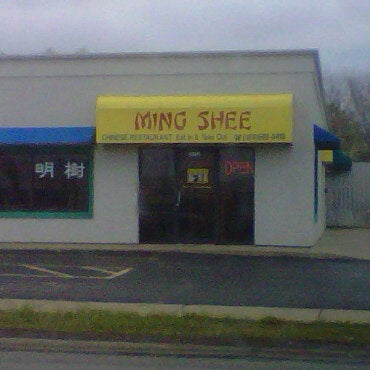 MING SHEE
CHINESE RESTAURANT Eat In & Take Out
明樹
OPEN